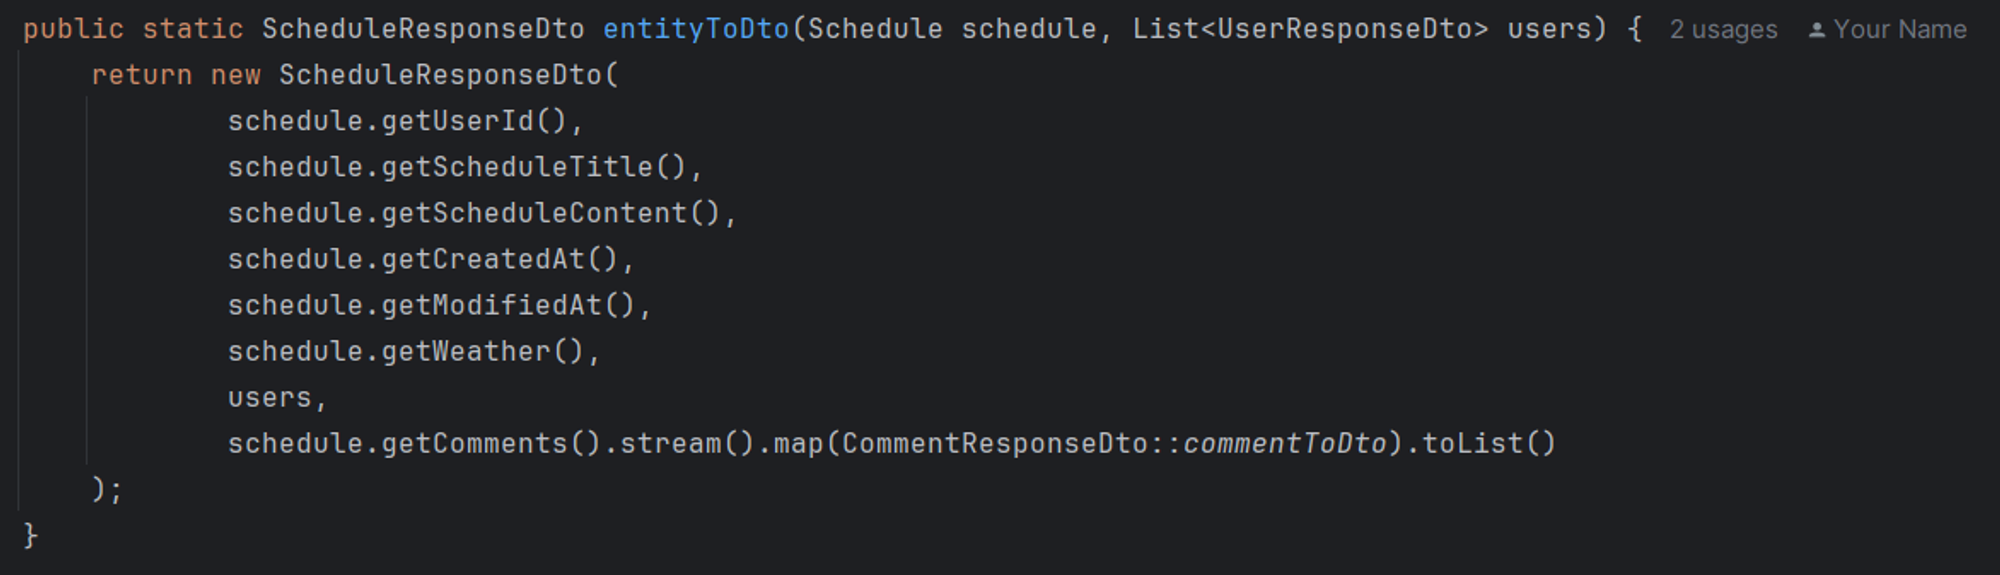 public static ScheduleResponseDto entityToDto(Schedule schedule, List<UserResponseDto> users) { 2 usages Your Name
return new ScheduleResponseDto(
schedule.getUserId(),
schedule.getScheduleTitle(),
schedule.getScheduleContent(),
schedule.getCreatedAt(),
schedule.getModifiedAt(),
schedule.getWeather(),
users,
schedule.getComments().stream().map(CommentResponseDto::commentToDto).toList()
);
}